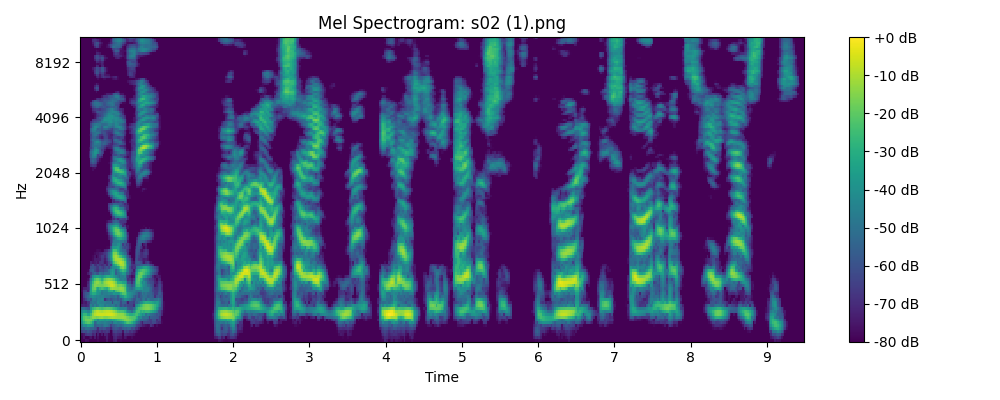 Mel Spectrogram: s02 (1).png
Hz
8192
4096
2048
1024
512
0
0 1 2 3 4 5 6 7 8 9
Time
+0 dB
-10 dB
-20 dB
-30 dB
-40 dB
-50 dB
-60 dB
-70 dB
-80 dB